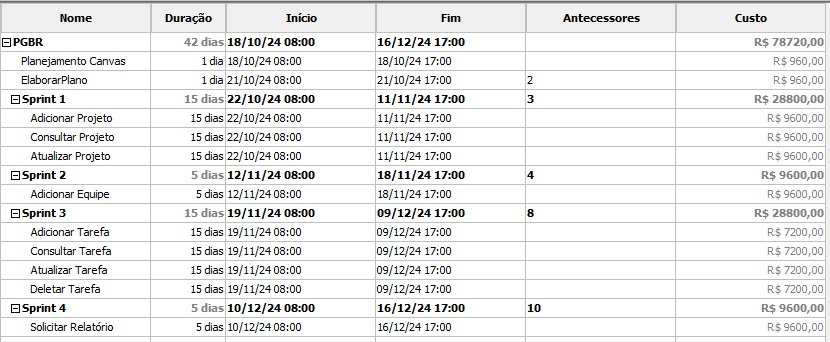 Nome Duração Início Fim Antecessores Custo
PGBR 42 dias 18/10/24 08:00 16/12/24 17:00 R$ 78720,00
Planejamento Canvas 1 dia 18/10/24 08:00 18/10/24 17:00 R$ 960,00
ElaborarPlano 1 dia 21/10/24 08:00 21/10/24 17:00 2 R$ 960,00
Sprint 1 15 dias 22/10/24 08:00 11/11/24 17:00 3 R$ 28800,00
Adicionar Projeto 15 dias 22/10/24 08:00 11/11/24 17:00 R$ 9600,00
Consultar Projeto 15 dias 22/10/24 08:00 11/11/24 17:00 R$ 9600,00
Atualizar Projeto 15 dias 22/10/24 08:00 11/11/24 17:00 R$ 9600,00
Sprint 2 5 dias 12/11/24 08:00 18/11/24 17:00 4 R$ 9600,00
Adicionar Equipe 5 dias 12/11/24 08:00 18/11/24 17:00 R$ 9600,00
Sprint 3 15 dias 19/11/24 08:00 09/12/24 17:00 8 R$ 28800,00
Adicionar Tarefa 15 dias 19/11/24 08:00 09/12/24 17:00 R$ 7200,00
Consultar Tarefa 15 dias 19/11/24 08:00 09/12/24 17:00 R$ 7200,00
Atualizar Tarefa 15 dias 19/11/24 08:00 09/12/24 17:00 R$ 7200,00
Deletar Tarefa 15 dias 19/11/24 08:00 09/12/24 17:00 R$ 7200,00
Sprint 4 5 dias 10/12/24 08:00 16/12/24 17:00 10 R$ 9600,00
Solicitar Relatório 5 dias 10/12/24 08:00 16/12/24 17:00 R$ 9600,00